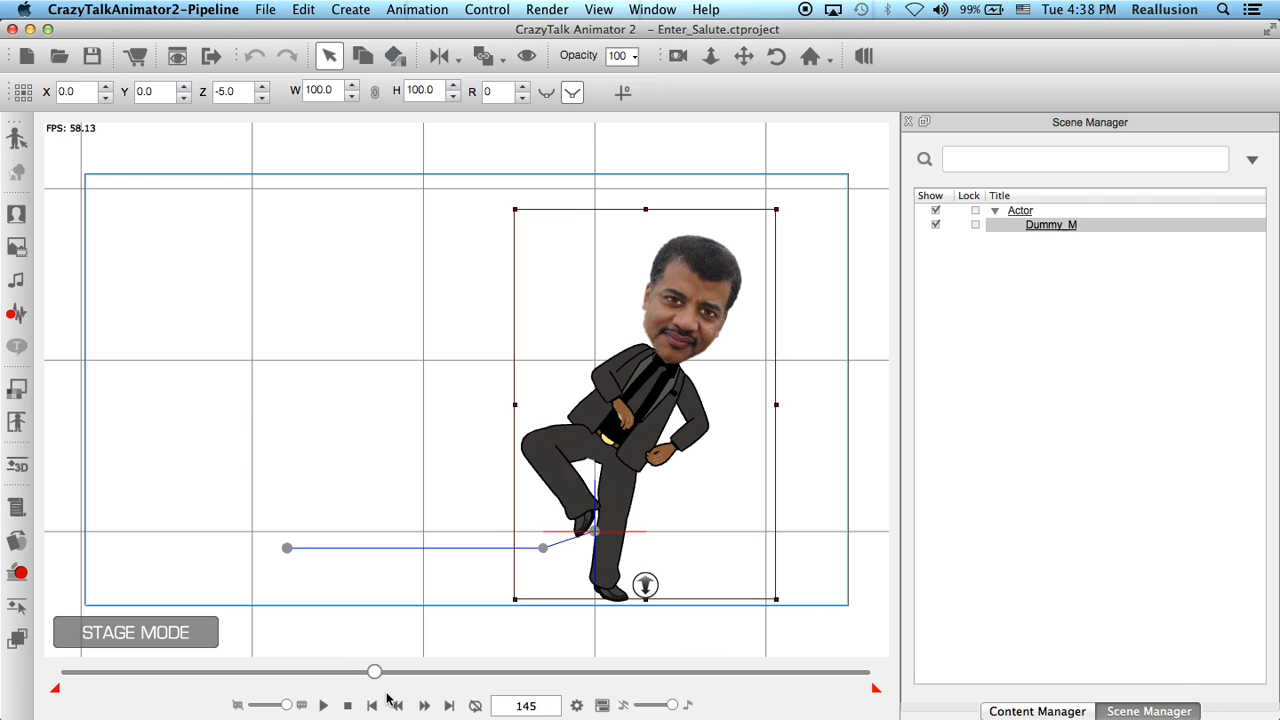 CrazyTalkAnimator2-Pipeline File Edit Create Animation Control Render View Window Help 99% Tue 4:38 PM Reallusion
CrazyTalk Animator 2 - Enter_Salute.ctproject
Opacity 100
X 0.0 Y 0.0 Z -5.0 W 100.0 H 100.0 R 0
FPS: 58.13
Scene Manager
Show Lock Title
Actor
Dummy_M
3D
STAGE MODE
145
Content Manager Scene Manager